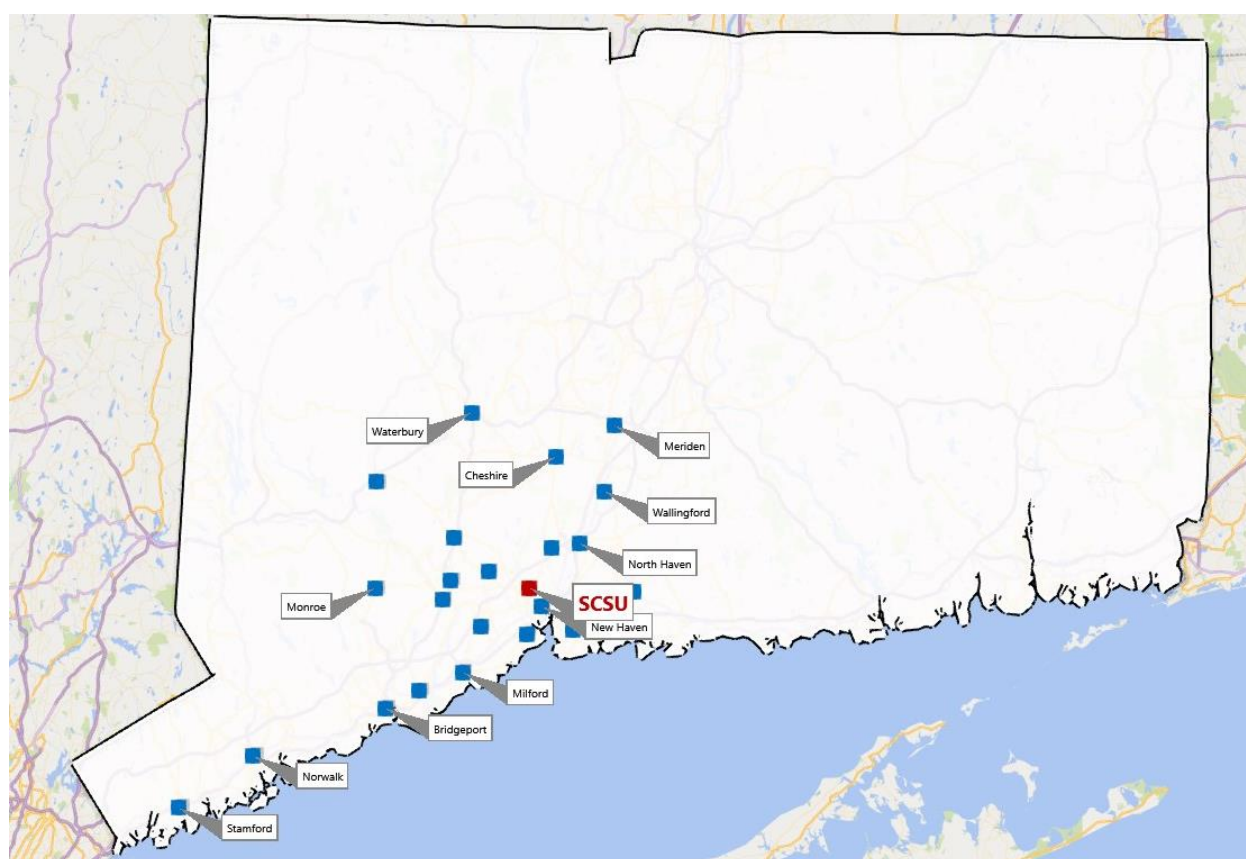 Waterbury
Meriden
Cheshire
Wallingford
North Haven
Monroe
SCSU
New Haven
Milford
Bridgeport
Norwalk
Stamford